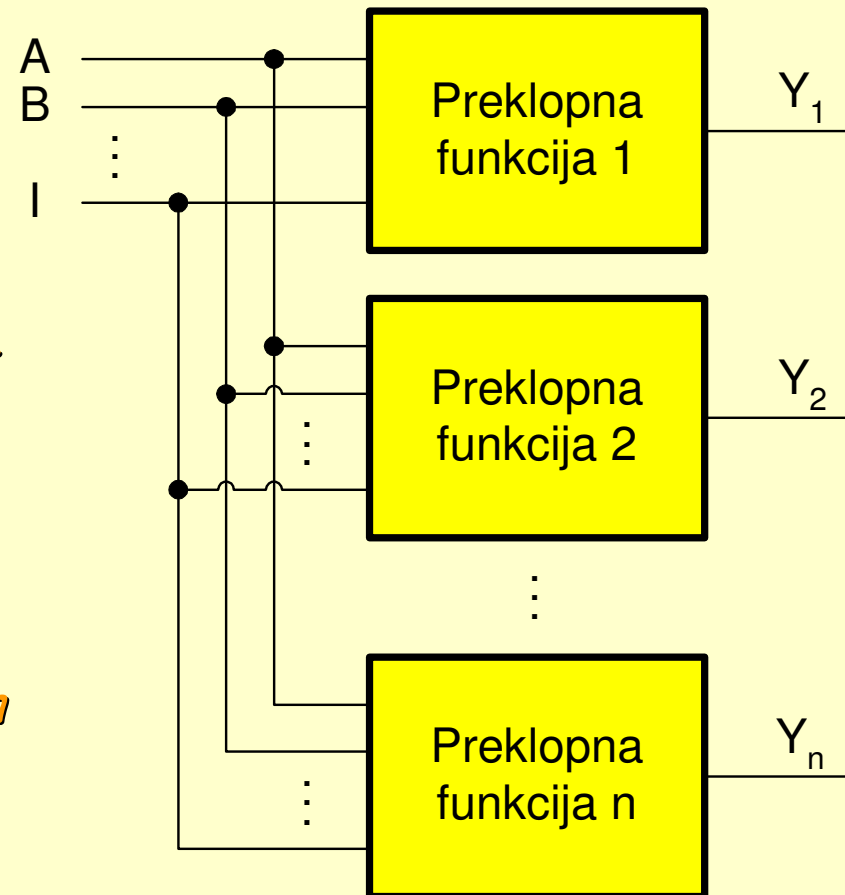 A
B
⋮
I
Preklopna
funkcija 1
Y₁
Preklopna
funkcija 2
⋮
Y₂
⋮
Preklopna
funkcija n
⋮
Yₙ